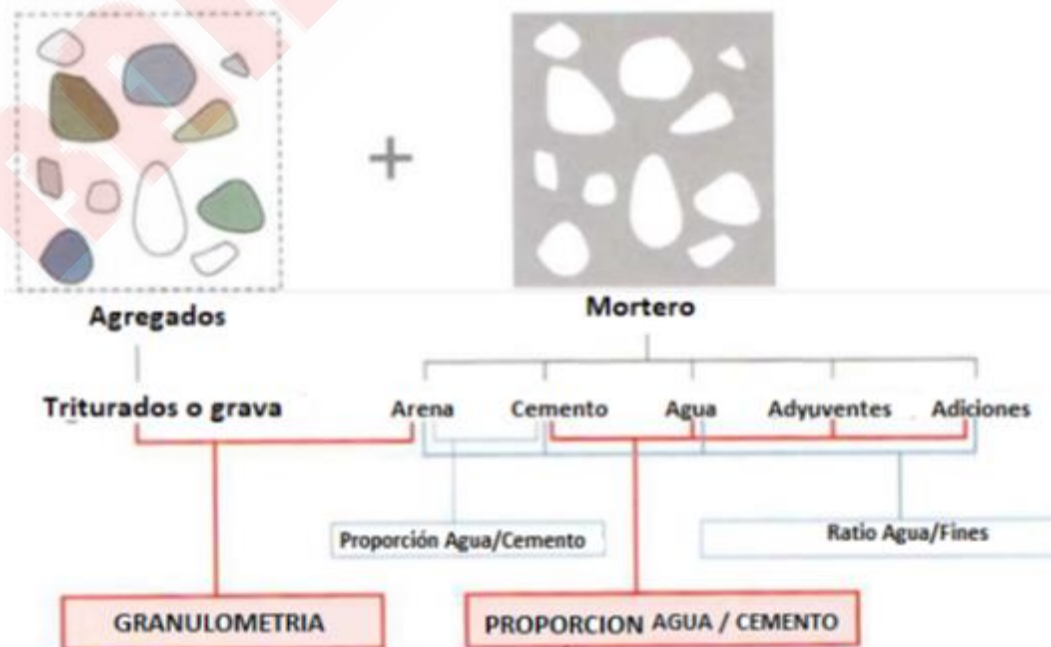 +
Agregados
Mortero
Triturados o grava
Arena
Cemento
Agua
Adyuventes
Adiciones
Proporción Agua/Cemento
Ratio Agua/Fines
GRANULOMETRIA
PROPORCION AGUA / CEMENTO